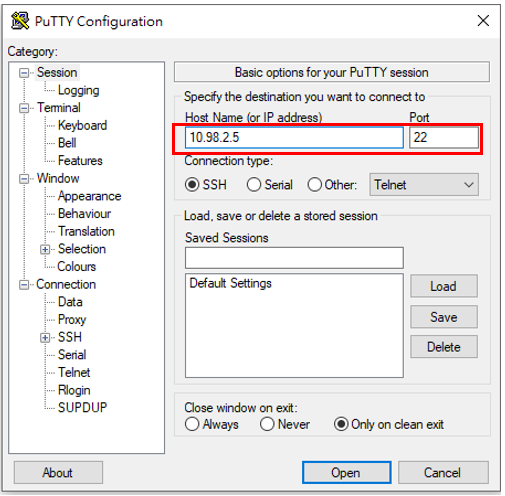 PuTTY Configuration
Category:
Session
Logging
Terminal
Keyboard
Bell
Features
Window
Appearance
Behaviour
Translation
Selection
Colours
Connection
Data
Proxy
SSH
Serial
Telnet
Rlogin
SUPDUP
Basic options for your PuTTY session
Specify the destination you want to connect to
Host Name (or IP address) Port
10.98.2.5 22
Connection type:
SSH Serial Other: Telnet
Load, save or delete a stored session
Saved Sessions
Default Settings
Load
Save
Delete
Close window on exit:
Always Never Only on clean exit
About Open Cancel